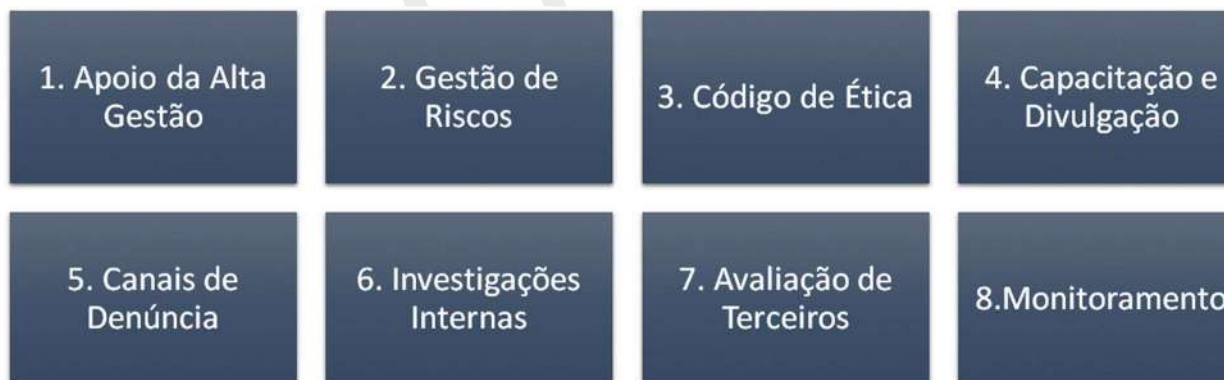 1. Apoio da Alta
Gestão
2. Gestão de
Riscos
3. Código de Ética
4. Capacitação e
Divulgação
5. Canais de
Denúncia
6. Investigações
Internas
7. Avaliação de
Terceiros
8.Monitoramento